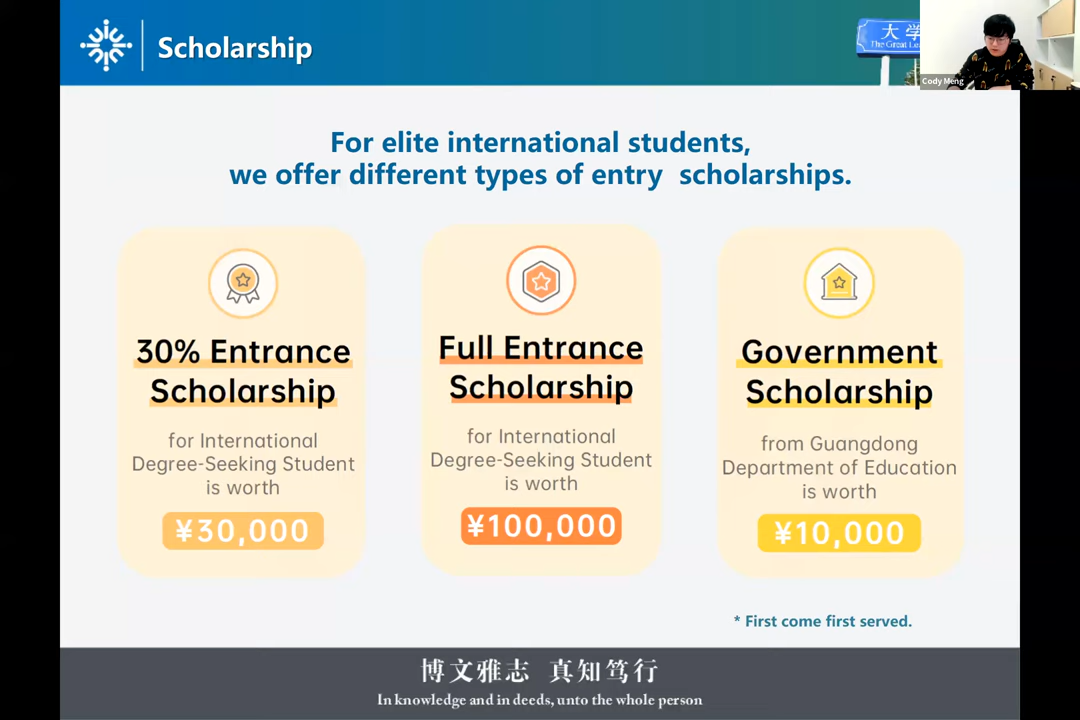 Scholarship
大学
The Great Le
Cody Meng
For elite international students,
we offer different types of entry scholarships.
30% Entrance
Scholarship
for International
Degree-Seeking Student
is worth
¥30,000
Full Entrance
Scholarship
for International
Degree-Seeking Student
is worth
¥100,000
Government
Scholarship
from Guangdong
Department of Education
is worth
¥10,000
* First come first served.
博文雅志 真知笃行
In knowledge and in deeds, unto the whole person